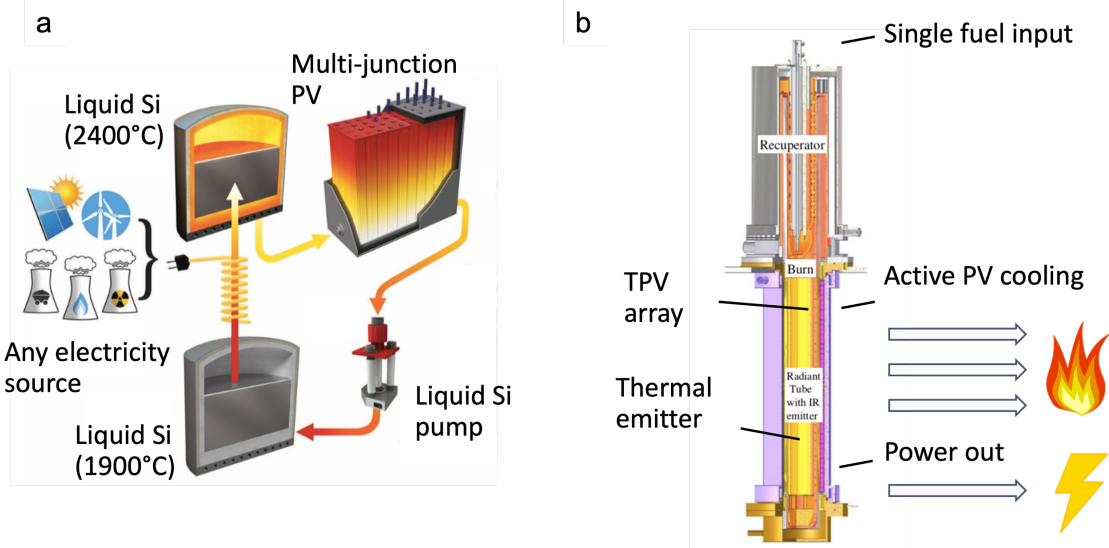 a
Multi-junction
PV
Liquid Si
(2400°C)
Any electricity
source
Liquid Si
pump
Liquid Si
(1900°C)
b
Single fuel input
Recuperator
Burn
TPV
array
Active PV cooling
Radiant
Tube
with IR
emitter
Thermal
emitter
Power out